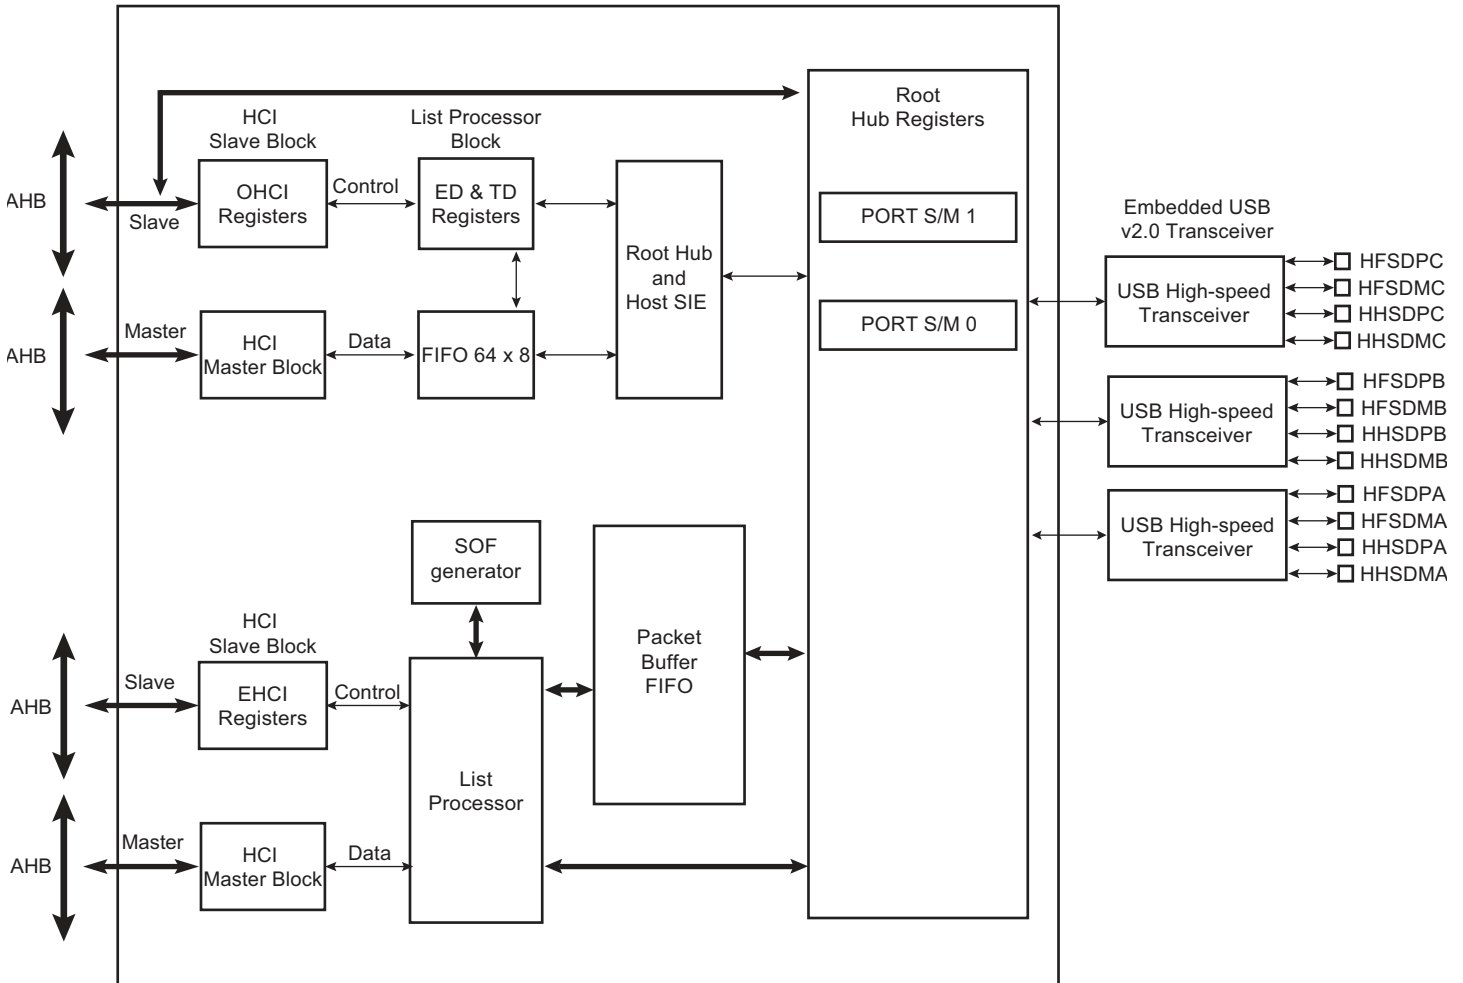 Root
Hub Registers
HCI
Slave Block
List Processor
Block
AHB
Slave
OHCI
Registers
Control
ED & TD
Registers
PORT S/M 1
Root Hub
and
Host SIE
PORT S/M 0
AHB
Master
HCI
Master Block
Data
FIFO 64 x 8
Embedded USB
v2.0 Transceiver
USB High-speed
Transceiver
HFSDPC
HFSDMC
HHSDPC
HHSDMC
USB High-speed
Transceiver
HFSDPB
HFSDMB
HHSDPB
HHSDMB
USB High-speed
Transceiver
HFSDPA
HFSDMA
HHSDPA
HHSDMA
SOF
generator
Packet
Buffer
FIFO
HCI
Slave Block
AHB
Slave
EHCI
Registers
Control
List
Processor
AHB
Master
HCI
Master Block
Data